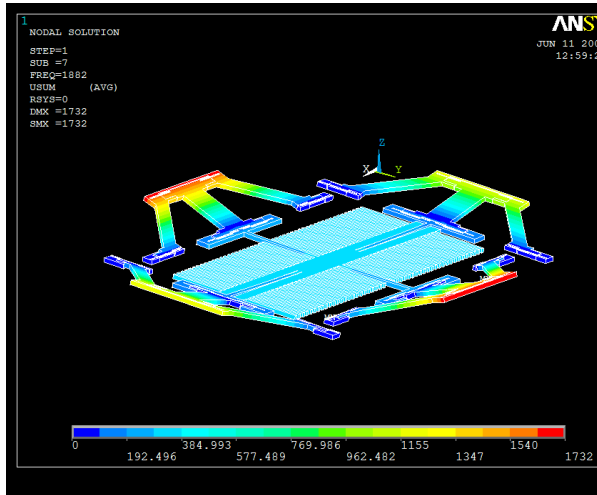 1
NODAL SOLUTION
STEP=1
SUB =7
FREQ=1882
USUM (AVG)
RSYS=0
DMX =1732
SMX =1732
JUN 11 200
12:59:2
Z
X
Y
0
384.993
769.986
1155
1540
192.496
577.489
962.482
1347
1732